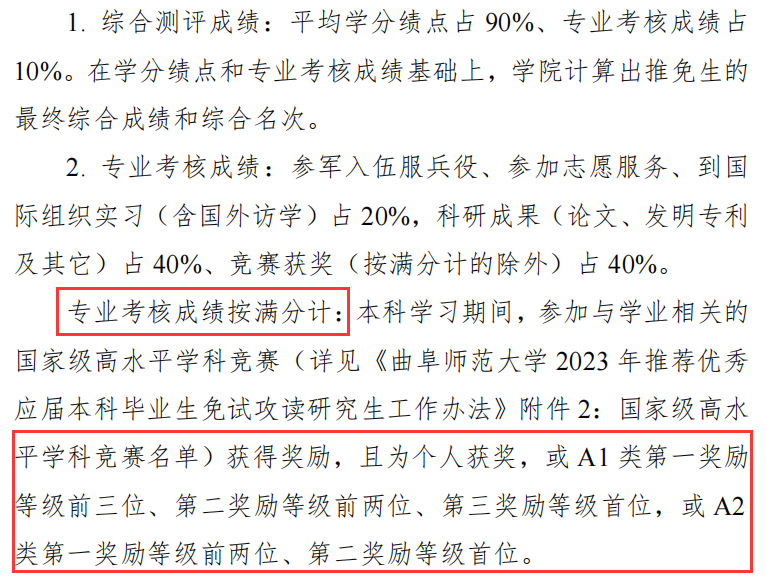 1. 综合测评成绩：平均学分绩点占 90%、专业考核成绩占
10%。在学分绩点和专业考核成绩基础上，学院计算出推免生的
最终综合成绩和综合名次。
2. 专业考核成绩：参军入伍服兵役、参加志愿服务、到国
际组织实习（含国外访学）占 20%，科研成果（论文、发明专利
及其它）占 40%、竞赛获奖（按满分计的除外）占 40%。
专业考核成绩按满分计：本科学习期间，参加与学业相关的
国家级高水平学科竞赛（详见《曲阜师范大学 2023 年推荐优秀
应届本科毕业生免试攻读研究生工作办法》附件 2：国家级高水
平学科竞赛名单）获得奖励，且为个人获奖，或 A1 类第一奖励
等级前三位、第二奖励等级前两位、第三奖励等级首位，或 A2
类第一奖励等级前两位、第二奖励等级首位。